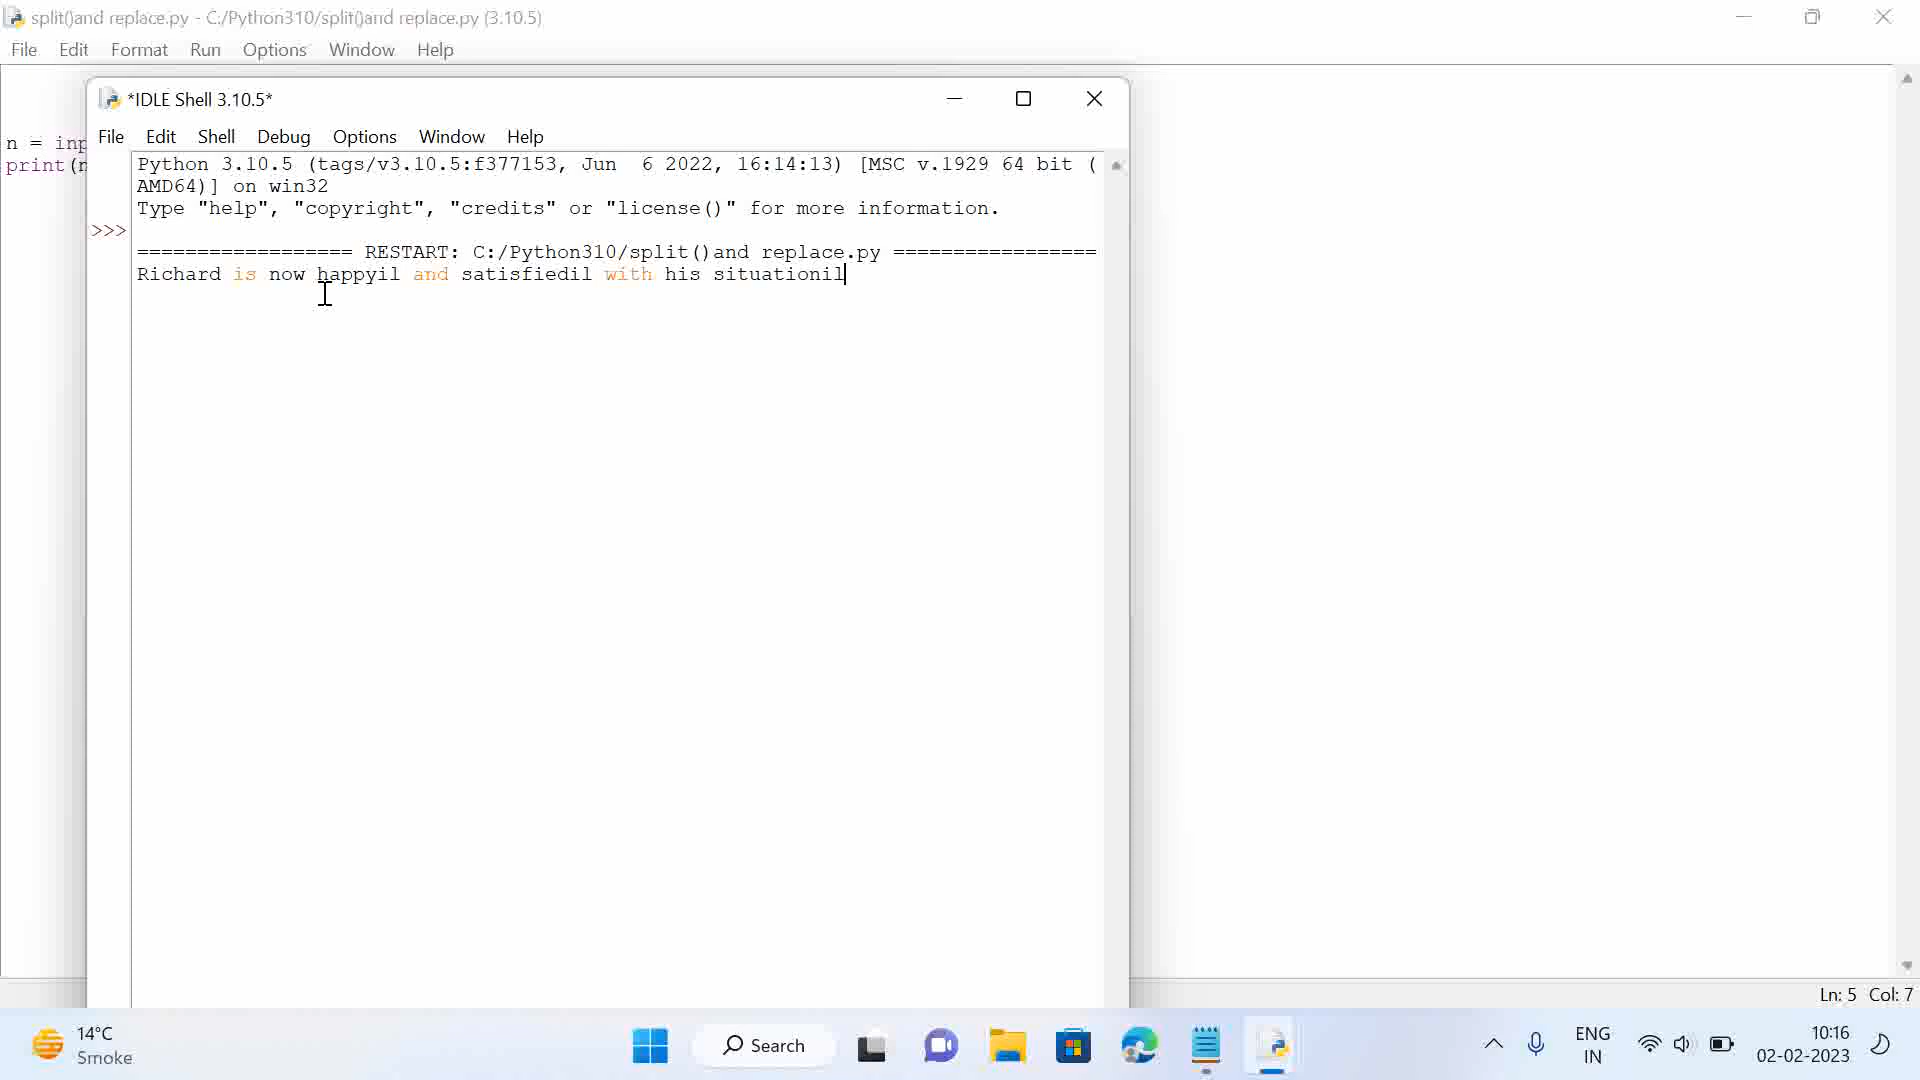 split()and replace.py - C:/Python310/split()and replace.py (3.10.5)
File Edit Format Run Options Window Help
n = inp
print(n
*IDLE Shell 3.10.5*
File Edit Shell Debug Options Window Help
Python 3.10.5 (tags/v3.10.5:f377153, Jun  6 2022, 16:14:13) [MSC v.1929 64 bit (
AMD64)] on win32
Type "help", "copyright", "credits" or "license()" for more information.
>>>
================== RESTART: C:/Python310/split()and replace.py =================
Richard is now happyil and satisfiedil with his situationil
Ln: 5 Col: 7
14°C
Smoke
Search
ENG
IN
10:16
02-02-2023